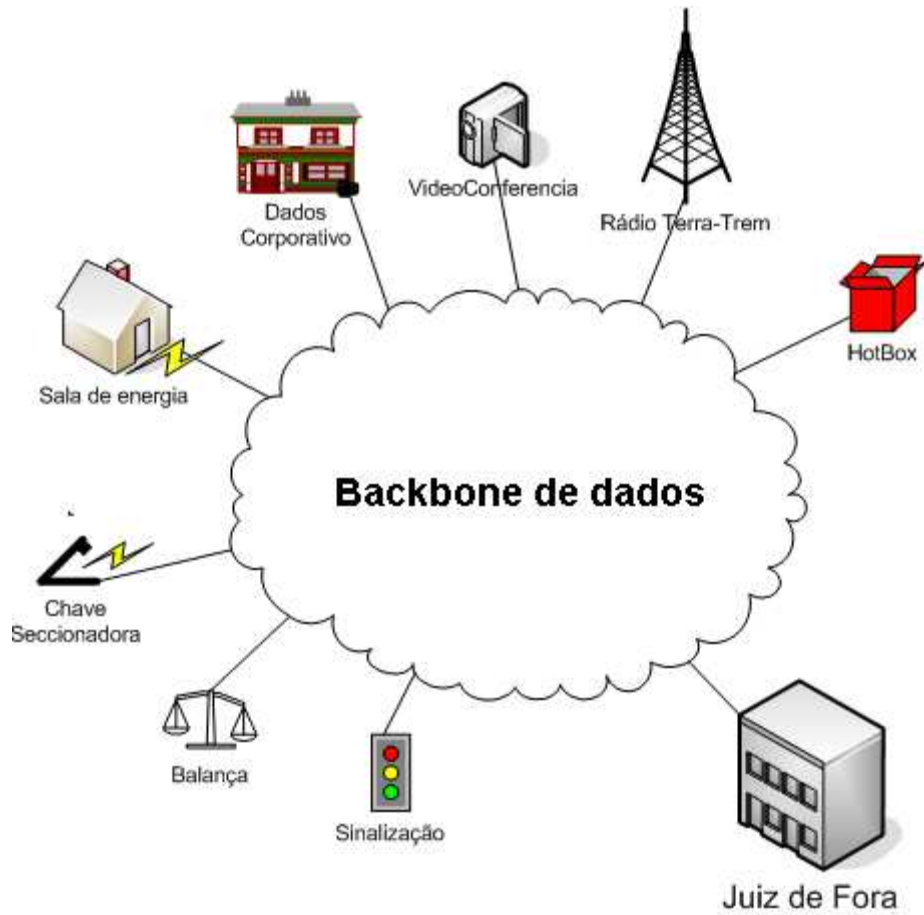 VideoConferencia
Dados
Corporativo
Rádio Terra-Trem
HotBox
Sala de energia
Backbone de dados
Chave
Seccionadora
Balança
Sinalização
Juiz de Fora